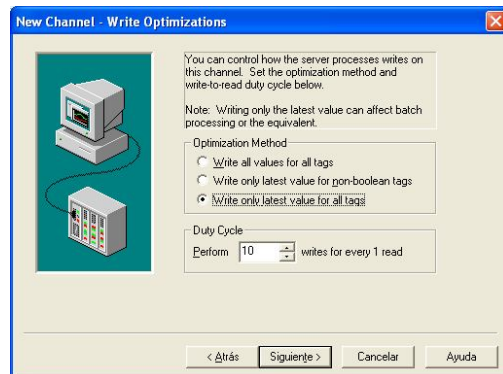 New Channel - Write Optimizations
You can control how the server processes writes on
this channel. Set the optimization method and
write-to-read duty cycle below.
Note: Writing only the latest value can affect batch
processing or the equivalent.
Optimization Method
Write all values for all tags
Write only latest value for non-boolean tags
Write only latest value for all tags
Duty Cycle
Perform 10 writes for every 1 read
< Atrás Siguiente > Cancelar Ayuda